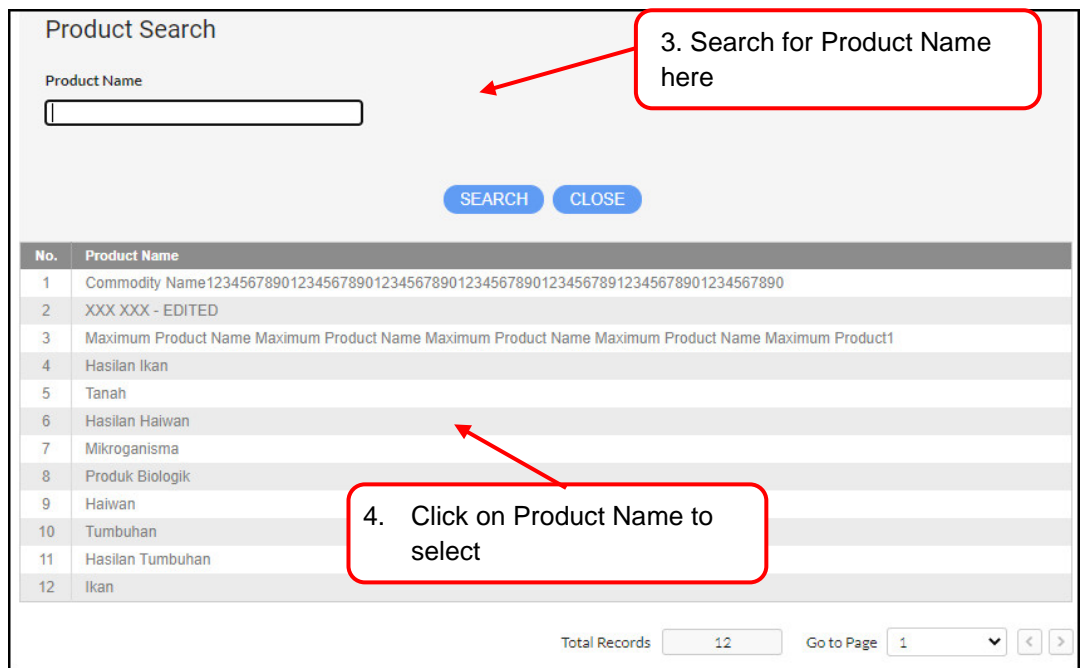 Product Search
3. Search for Product Name
here
Product Name
SEARCH CLOSE
No. Product Name
1 Commodity Name123456789012345678901234567890123456789012345678912345678901234567890
2 XXX XXX - EDITED
3 Maximum Product Name Maximum Product Name Maximum Product Name Maximum Product Name Maximum Product1
4 Hasilan Ikan
5 Tanah
6 Hasilan Haiwan
7 Mikroganisma
8 Produk Biologik
9 Haiwan
10 Tumbuhan
11 Hasilan Tumbuhan
12 Ikan
4. Click on Product Name to
select
Total Records 12 Go to Page 1 < >